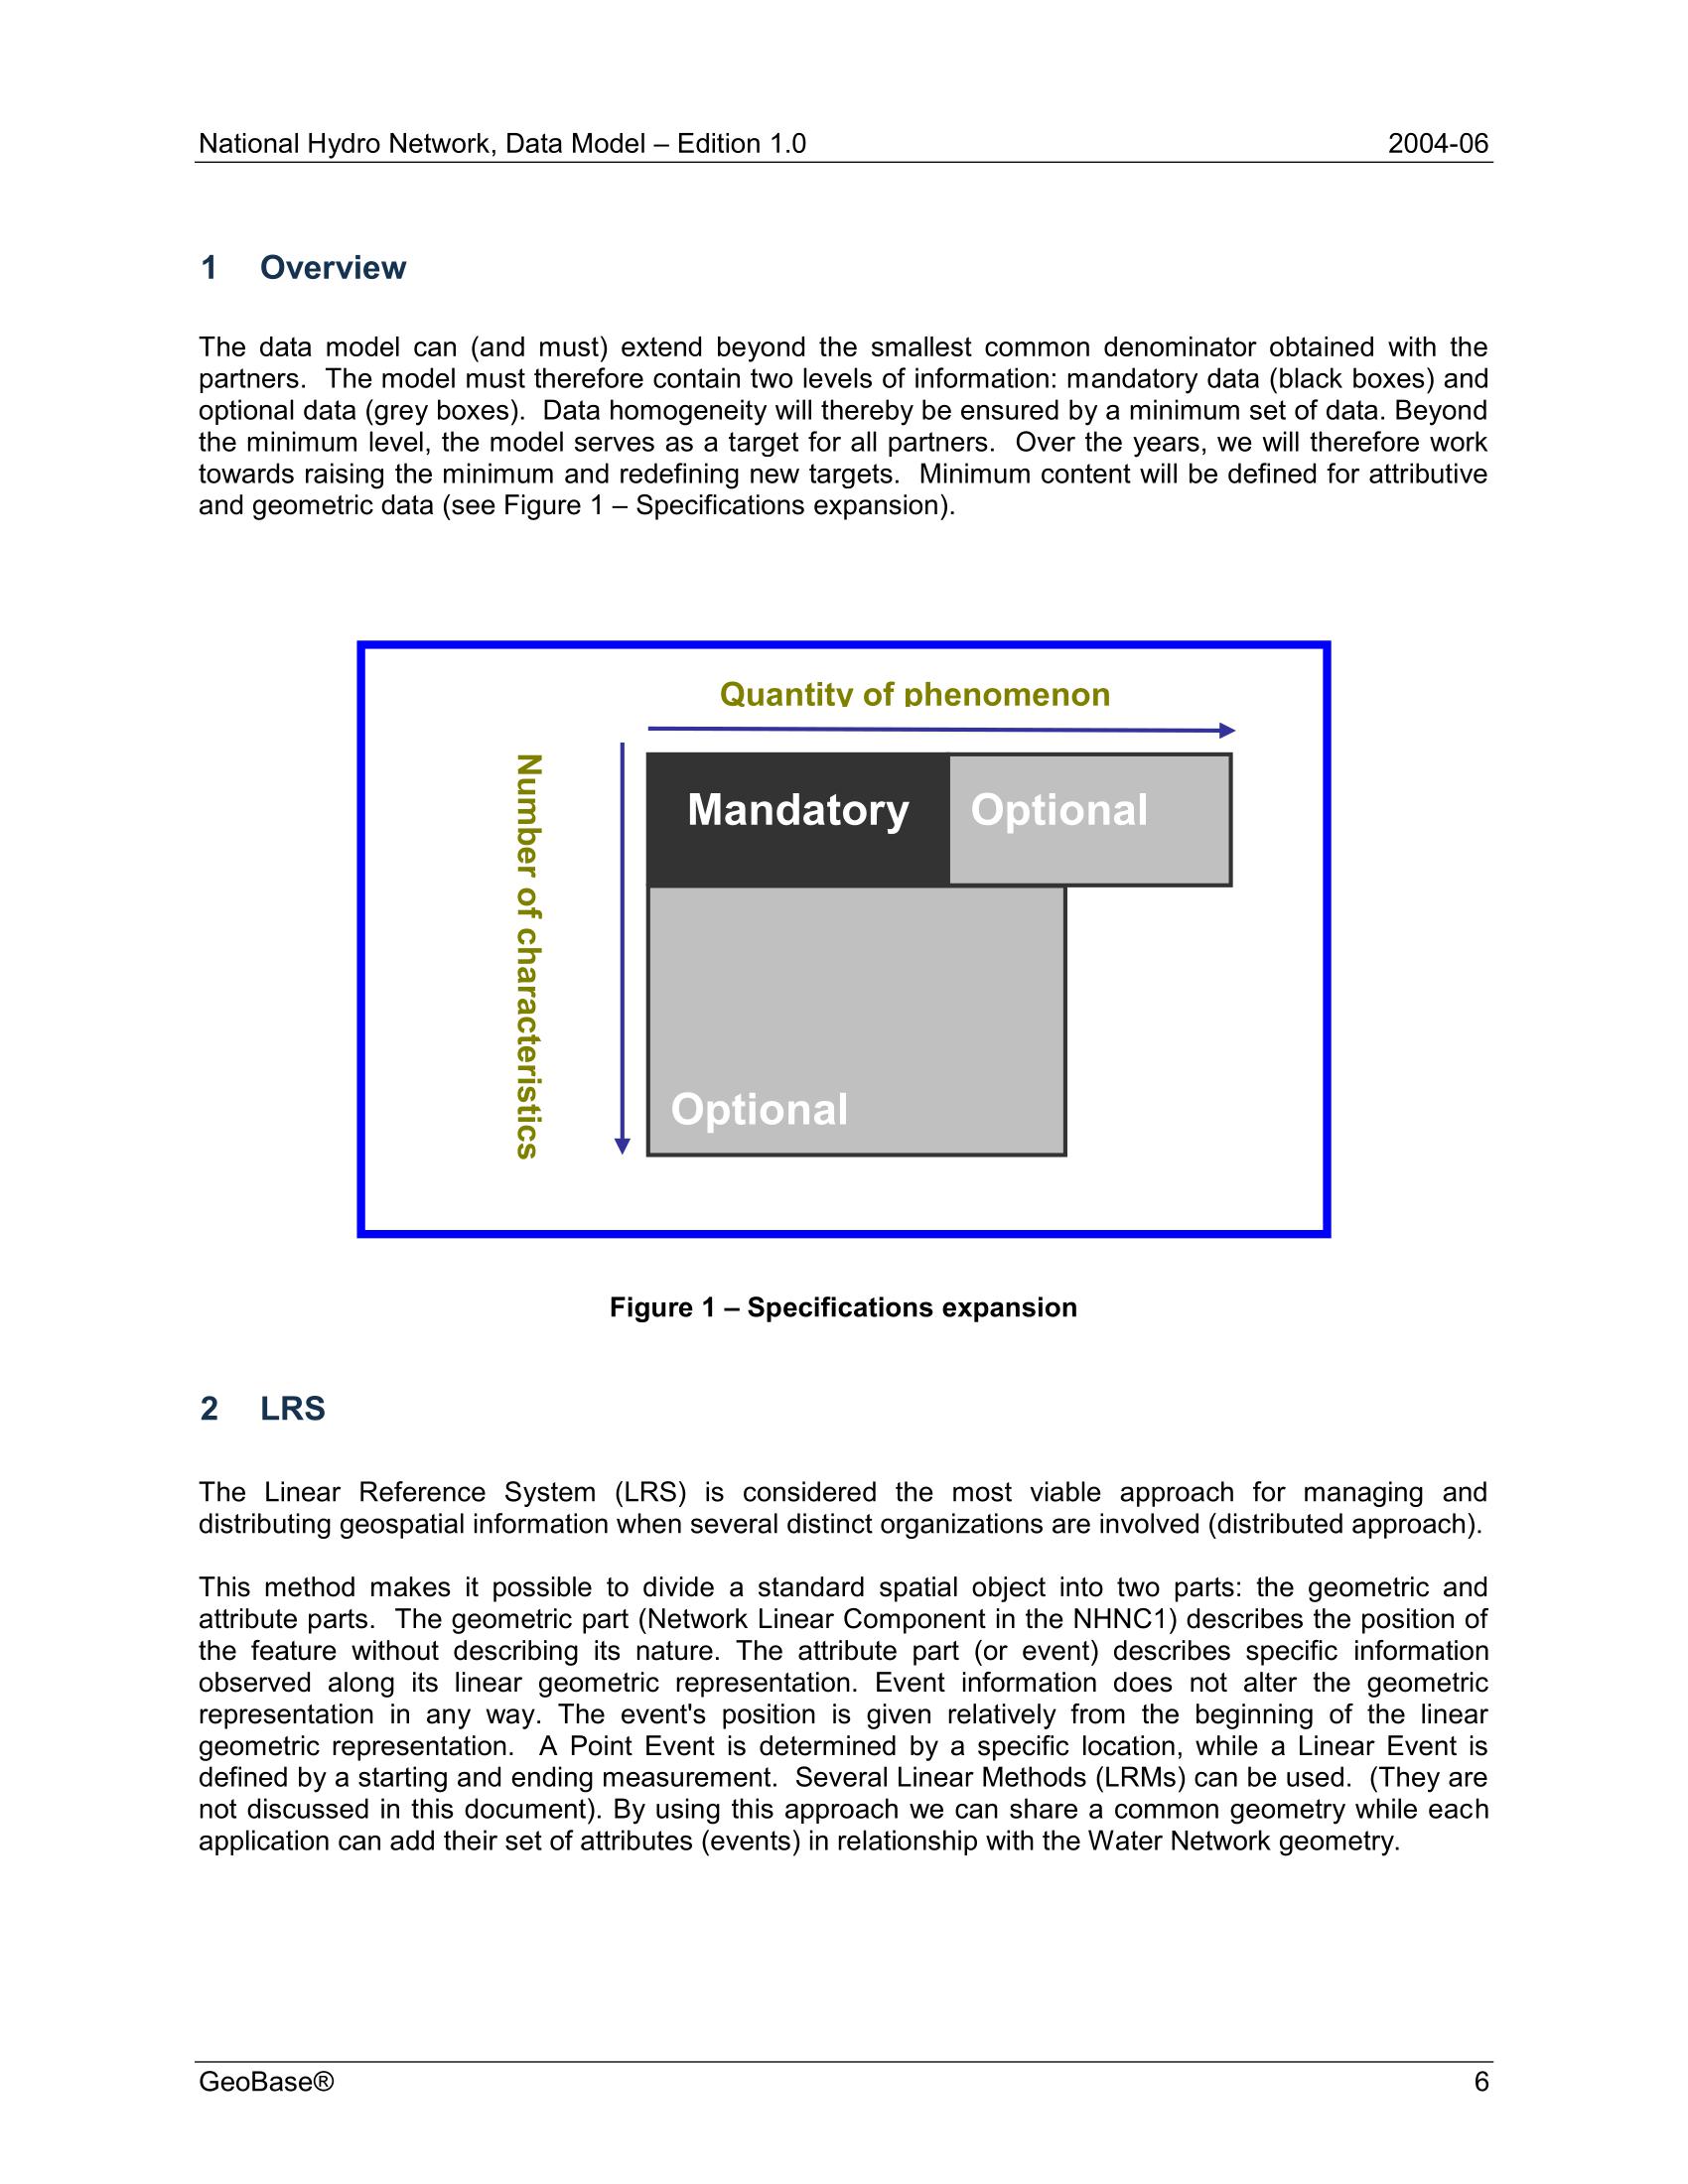 National Hydro Network, Data Model – Edition 1.0 2004-06
1 Overview
The data model can (and must) extend beyond the smallest common denominator obtained with the
partners. The model must therefore contain two levels of information: mandatory data (black boxes) and
optional data (grey boxes). Data homogeneity will thereby be ensured by a minimum set of data. Beyond
the minimum level, the model serves as a target for all partners. Over the years, we will therefore work
towards raising the minimum and redefining new targets. Minimum content will be defined for attributive
and geometric data (see Figure 1 – Specifications expansion).
Quantity of phenomenon
Number of characteristics
Mandatory Optional
Optional
Figure 1 – Specifications expansion
2 LRS
The Linear Reference System (LRS) is considered the most viable approach for managing and
distributing geospatial information when several distinct organizations are involved (distributed approach).
This method makes it possible to divide a standard spatial object into two parts: the geometric and
attribute parts. The geometric part (Network Linear Component in the NHNC1) describes the position of
the feature without describing its nature. The attribute part (or event) describes specific information
observed along its linear geometric representation. Event information does not alter the geometric
representation in any way. The event's position is given relatively from the beginning of the linear
geometric representation. A Point Event is determined by a specific location, while a Linear Event is
defined by a starting and ending measurement. Several Linear Methods (LRMs) can be used. (They are
not discussed in this document). By using this approach we can share a common geometry while each
application can add their set of attributes (events) in relationship with the Water Network geometry.
GeoBase® 6